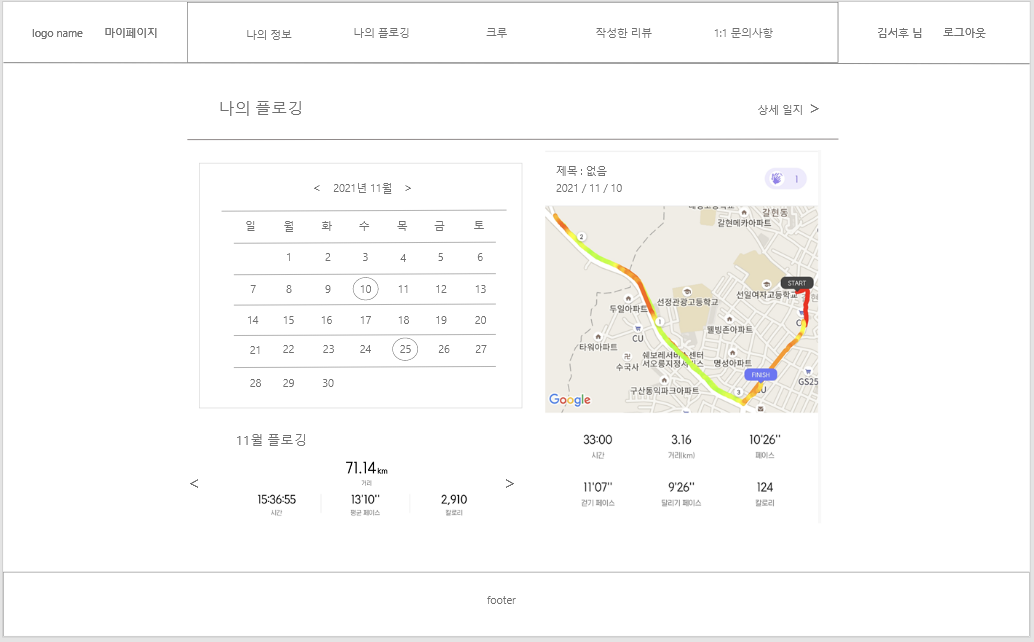 logo name 마이페이지 나의 정보 나의 플로깅 크루 작성한 리뷰 1:1 문의사항 김서후 님 로그아웃
나의 플로깅
상세 일지 >
< 2021년 11월 >
일 월 화 수 목 금 토
1 2 3 4 5 6
7 8 9 10 11 12 13
14 15 16 17 18 19 20
21 22 23 24 25 26 27
28 29 30
11월 플로깅
71.14 km
거리
< >
15:36:55 13'10'' 2,910
시간 평균 페이스 칼로리
제목 : 없음
2021 / 11 / 10
1
갈현동
갈현메카아파트
2
START
선정관광고등학교
선일여자고등학교
두일아파트
1
CU
웰빙존아파트
타워아파트
쉐보레서비스센터
서오릉지정서비스
수국사
명성아파트
FINISH
GS25
구산동익파크아파트
3
Google
33:00 3.16 10'26''
시간 거리(km) 페이스
11'07'' 9'26'' 124
걷기 페이스 달리기 페이스 칼로리
footer